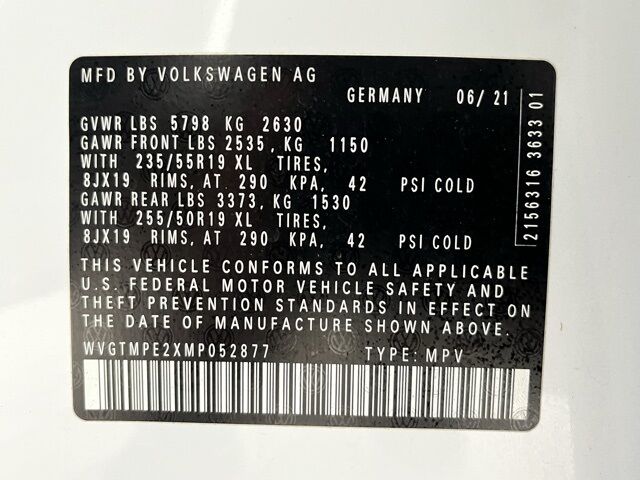 MFD BY VOLKSWAGEN AG
GERMANY 06/ 21
GVWR LBS 5798 KG 2630
GAWR FRONT LBS 2535, KG 1150
WITH 235/55R19 XL TIRES,
8JX19 RIMS, AT 290 KPA, 42 PSI COLD
GAWR REAR LBS 3373, KG 1530
WITH 255/50R19 XL TIRES,
8JX19 RIMS, AT 290 KPA, 42 PSI COLD
THIS VEHICLE CONFORMS TO ALL APPLICABLE
U.S. FEDERAL MOTOR VEHICLE SAFETY AND
THEFT PREVENTION STANDARDS IN EFFECT ON
THE DATE OF MANUFACTURE SHOWN ABOVE.
WVGTMPE2XMP052877 TYPE: MPV
2156316 3633 01